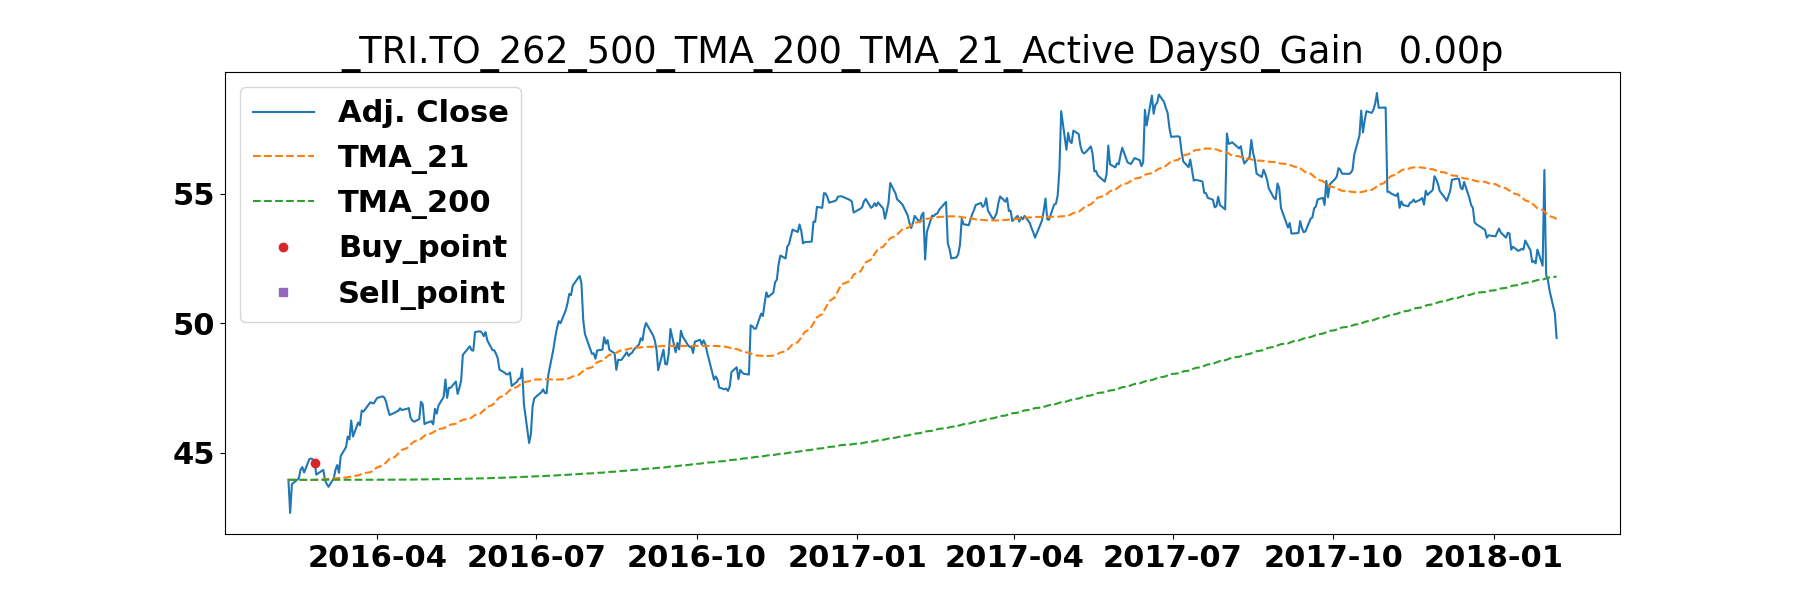 _TRI.TO_262_500_TMA_200_TMA_21_Active Days0_Gain   0.00p
Adj. Close
TMA_21
TMA_200
Buy_point
Sell_point
55
50
45
2016-04 2016-07 2016-10 2017-01 2017-04 2017-07 2017-10 2018-01